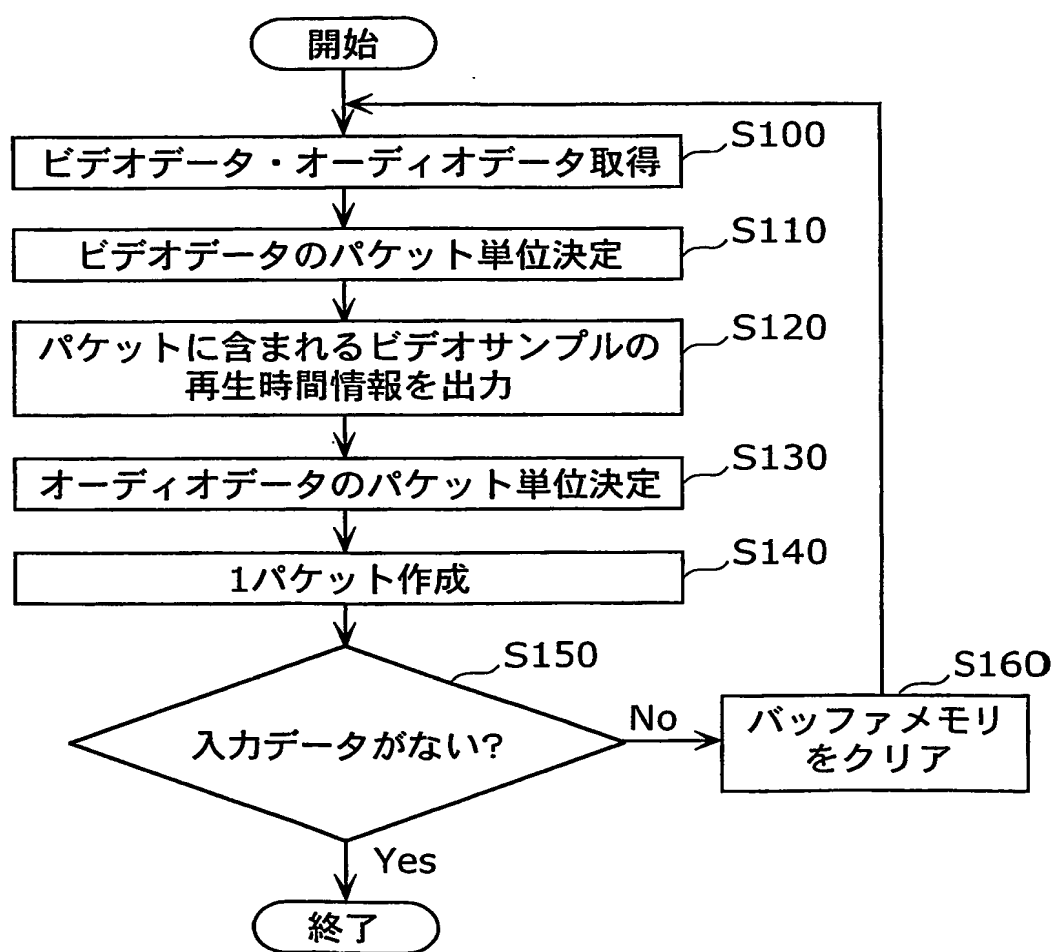 開始
S100
ビデオデータ・オーディオデータ取得
S110
ビデオデータのパケット単位決定
S120
パケットに含まれるビデオサンプルの
再生時間情報を出力
S130
オーディオデータのパケット単位決定
S140
1パケット作成
S150
入力データがない?
No
S160
バッファメモリ
をクリア
Yes
終了